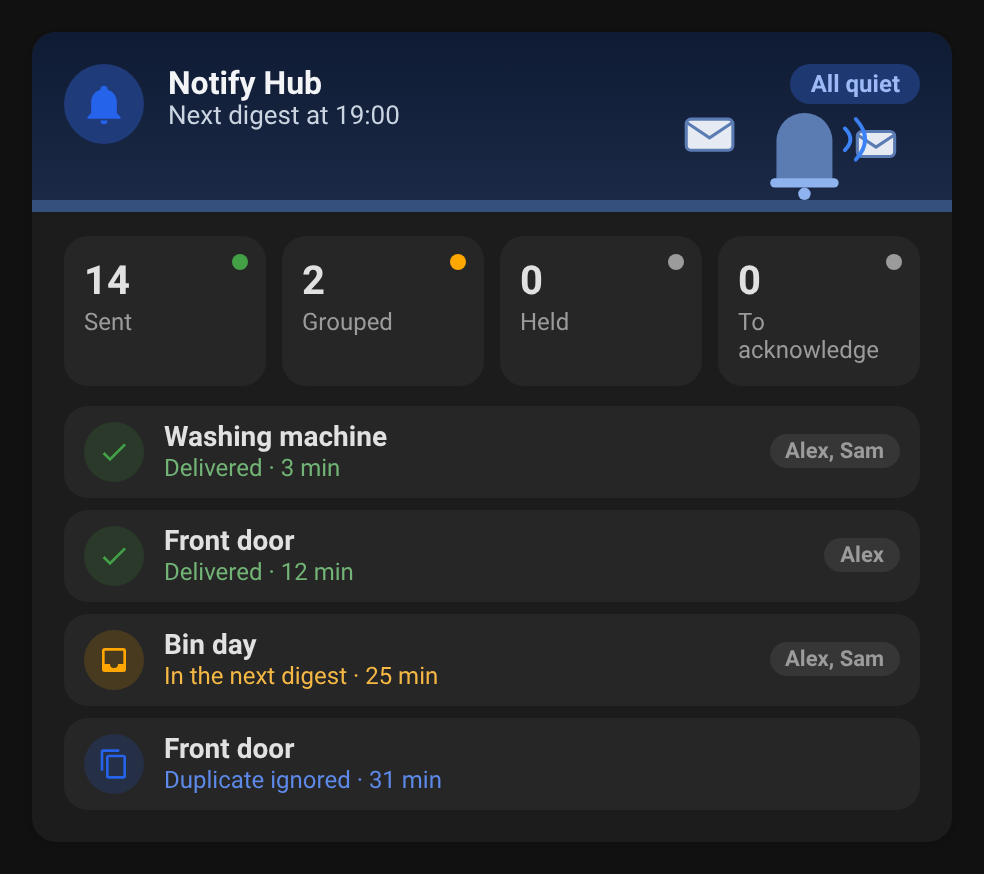 Notify Hub
Next digest at 19:00
All quiet
14
Sent
2
Grouped
0
Held
0
To
acknowledge
Washing machine
Delivered · 3 min
Alex, Sam
Front door
Delivered · 12 min
Alex
Bin day
In the next digest · 25 min
Alex, Sam
Front door
Duplicate ignored · 31 min